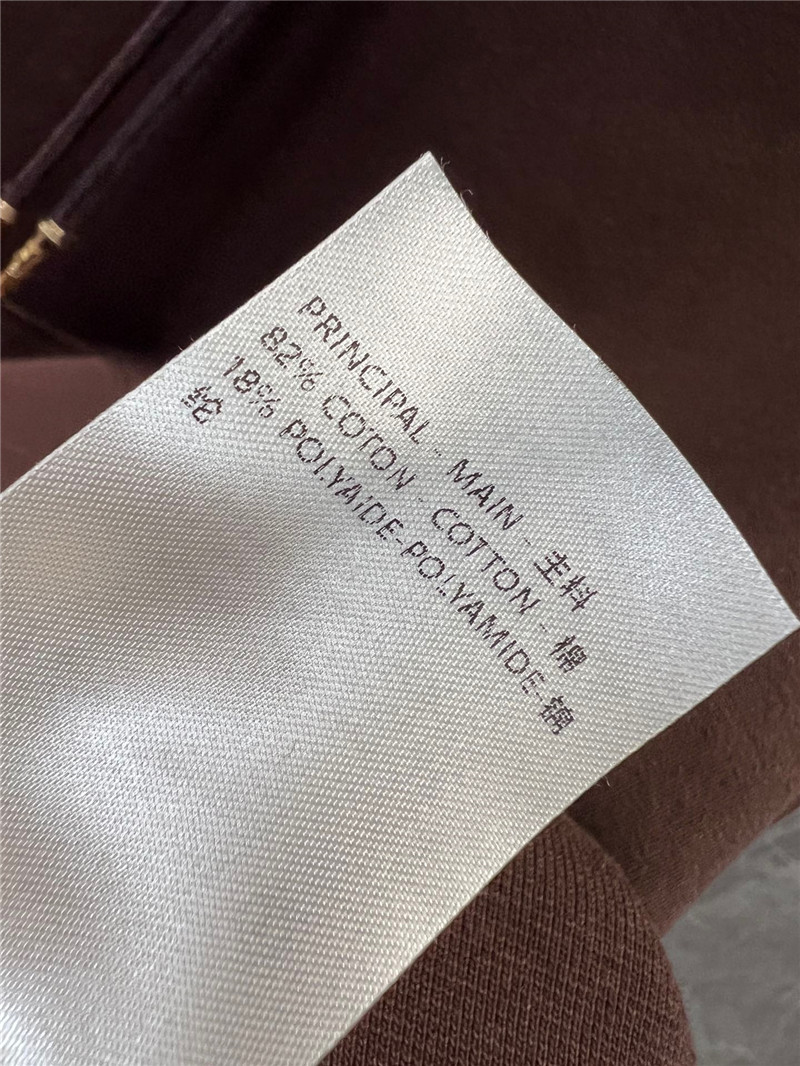 PRINCIPAL - MAIN - 主料
82% COTON - COTTON - 棉
18% POLYAIDE-POLYAMIDE-锦
纶